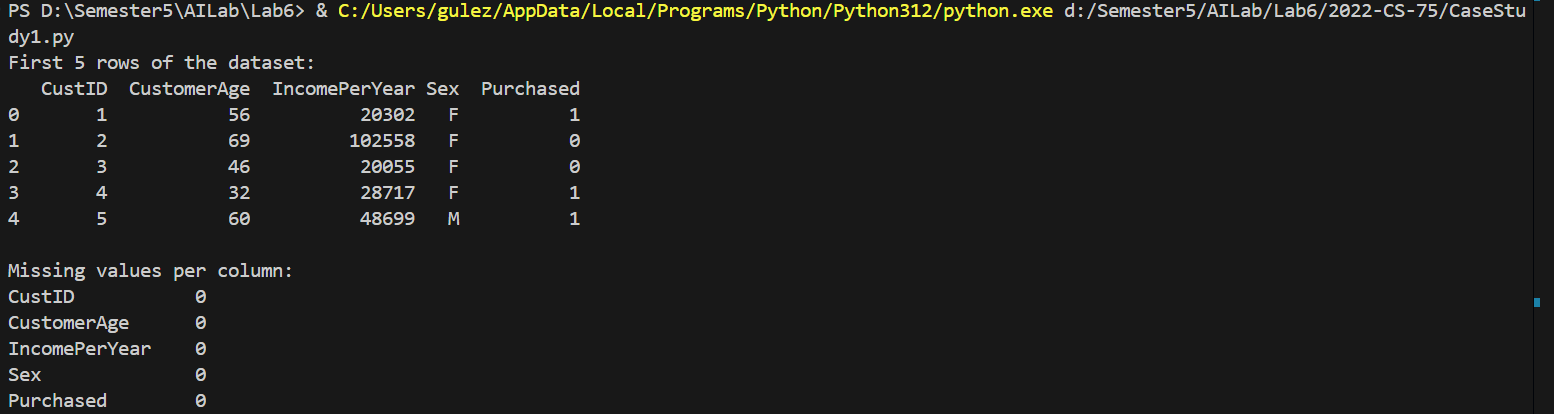 PS D:\Semester5\AILab\Lab6> & C:/Users/gulez/AppData/Local/Programs/Python/Python312/python.exe d:/Semester5/AILab/Lab6/2022-CS-75/CaseStu
dy1.py
First 5 rows of the dataset:
   CustID  CustomerAge  IncomePerYear Sex  Purchased
0       1           56          20302   F          1
1       2           69         102558   F          0
2       3           46          20055   F          0
3       4           32          28717   F          1
4       5           60          48699   M          1

Missing values per column:
CustID           0
CustomerAge      0
IncomePerYear    0
Sex              0
Purchased        0